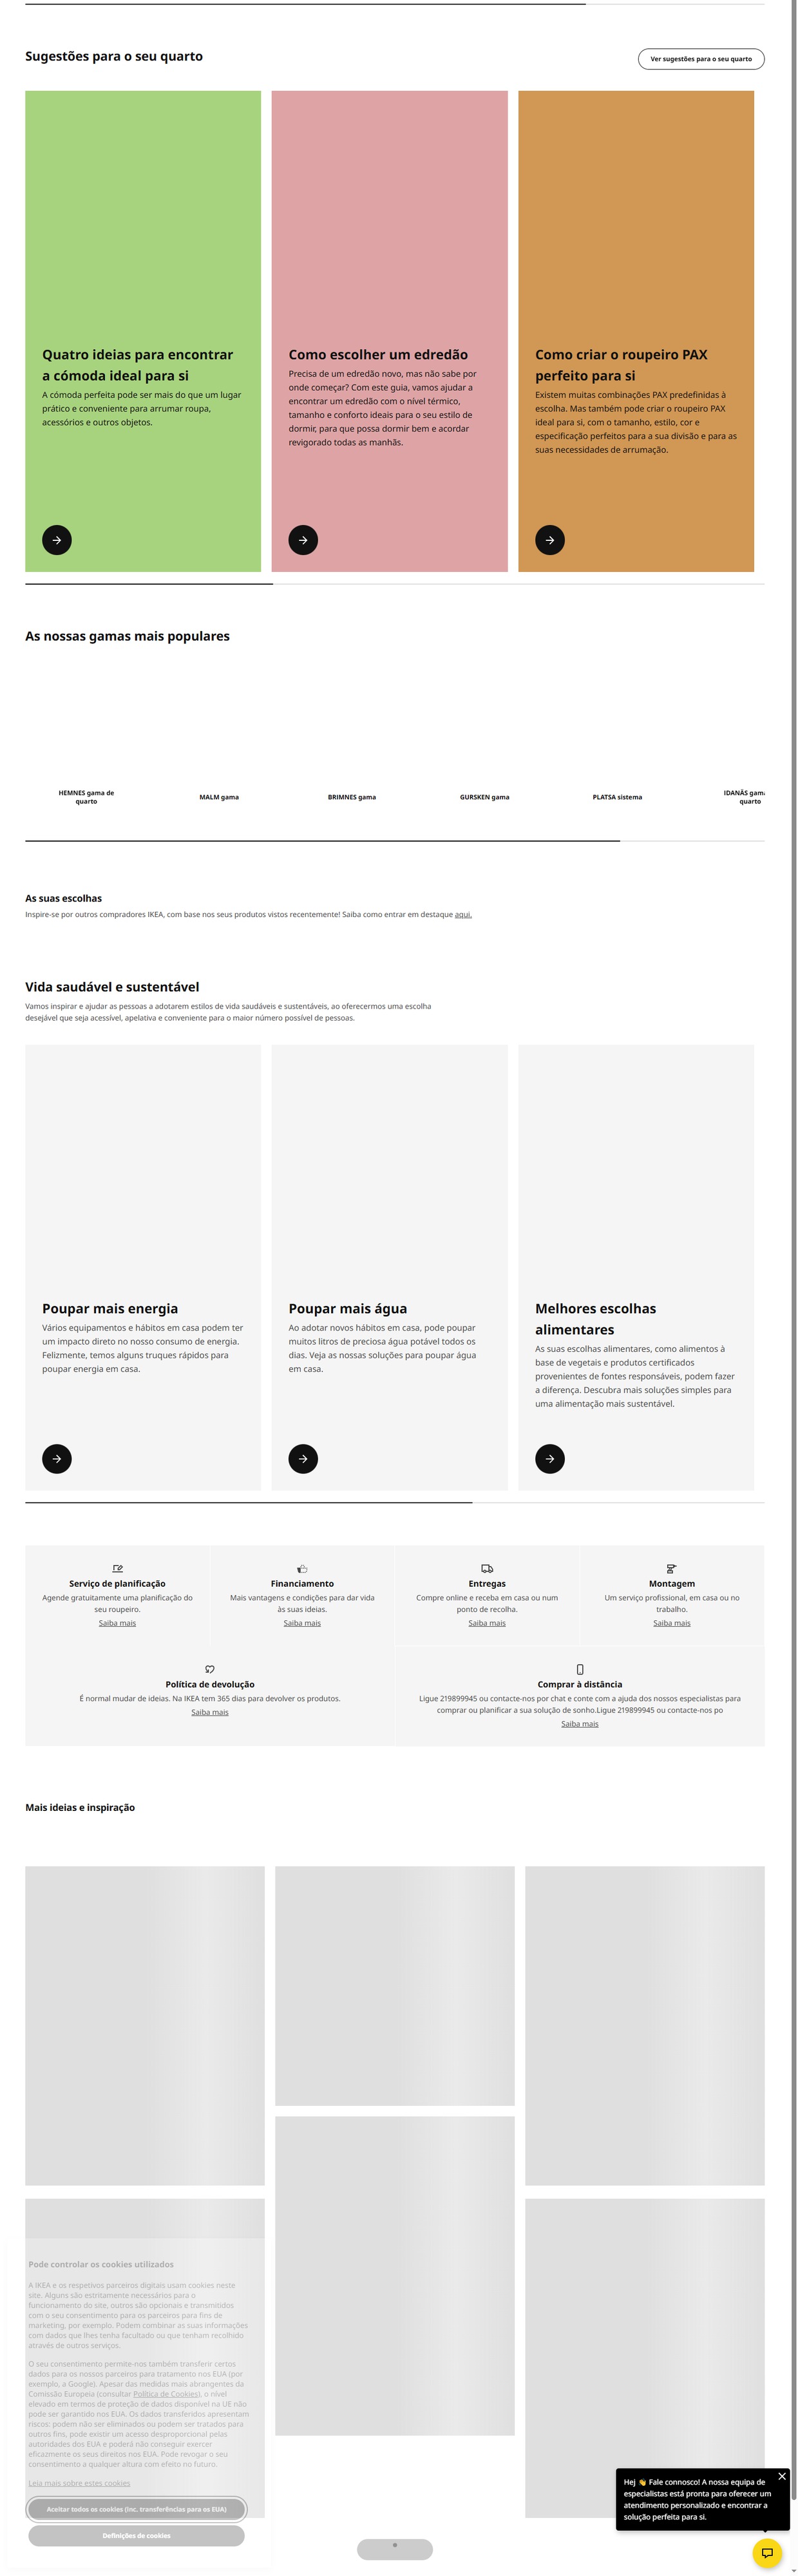 Sugestões para o seu quarto
Ver sugestões para o seu quarto
Quatro ideias para encontrar
a cómoda ideal para si
A cómoda perfeita pode ser mais do que um lugar
prático e conveniente para arrumar roupa,
acessórios e outros objetos.
Como escolher um edredão
Precisa de um edredão novo, mas não sabe por
onde começar? Com este guia, vamos ajudar a
encontrar um edredão com o nível térmico,
tamanho e conforto ideais para o seu estilo de
dormir, para que possa dormir bem e acordar
revigorado todas as manhãs.
Como criar o roupeiro PAX
perfeito para si
Existem muitas combinações PAX predefinidas à
escolha. Mas também pode criar o roupeiro PAX
ideal para si, com o tamanho, estilo, cor e
especificação perfeitos para a sua divisão e para as
suas necessidades de arrumação.
As nossas gamas mais populares
HEMNES gama de
quarto
MALM gama
BRIMNES gama
GURSKEN gama
PLATSA sistema
IDANÄS gama
quarto
As suas escolhas
Inspire-se por outros compradores IKEA, com base nos seus produtos vistos recentemente! Saiba como entrar em destaque aqui.
Vida saudável e sustentável
Vamos inspirar e ajudar as pessoas a adotarem estilos de vida saudáveis e sustentáveis, ao oferecermos uma escolha
desejável que seja acessível, apelativa e conveniente para o maior número possível de pessoas.
Poupar mais energia
Vários equipamentos e hábitos em casa podem ter
um impacto direto no nosso consumo de energia.
Felizmente, temos alguns truques rápidos para
poupar energia em casa.
Poupar mais água
Ao adotar novos hábitos em casa, pode poupar
muitos litros de preciosa água potável todos os
dias. Veja as nossas soluções para poupar água
em casa.
Melhores escolhas
alimentares
As suas escolhas alimentares, como alimentos à
base de vegetais e produtos certificados
provenientes de fontes responsáveis, podem fazer
a diferença. Descubra mais soluções simples para
uma alimentação mais sustentável.
Serviço de planificação
Agende gratuitamente uma planificação do
seu roupeiro.
Saiba mais
Financiamento
Mais vantagens e condições para dar vida
às suas ideias.
Saiba mais
Entregas
Compre online e receba em casa ou num
ponto de recolha.
Saiba mais
Montagem
Um serviço profissional, em casa ou no
trabalho.
Saiba mais
Política de devolução
É normal mudar de ideias. Na IKEA tem 365 dias para devolver os produtos.
Saiba mais
Comprar à distância
Ligue 219899945 ou contacte-nos por chat e conte com a ajuda dos nossos especialistas para
comprar ou planificar a sua solução de sonho.Ligue 219899945 ou contacte-nos po
Saiba mais
Mais ideias e inspiração
Pode controlar os cookies utilizados
A IKEA e os respetivos parceiros digitais usam cookies neste
site. Alguns são estritamente necessários para o
funcionamento do site, outros são opcionais e transmitidos
com o seu consentimento para os parceiros para fins de
marketing, por exemplo. Podem combinar as suas informações
com dados que lhes tenha facultado ou que tenham recolhido
através de outros serviços.
O seu consentimento permite-nos também transferir certos
dados para os nossos parceiros para tratamento nos EUA (por
exemplo, a Google). Apesar das medidas mais abrangentes da
Comissão Europeia (consultar Política de Cookies), o nível
elevado em termos de proteção de dados disponível na UE não
pode ser garantido nos EUA. Os dados transferidos apresentam
riscos: podem não ser eliminados ou podem ser tratados para
outros fins, pode existir um acesso desproporcional pelas
autoridades dos EUA e poderá não conseguir exercer
eficazmente os seus direitos nos EUA. Pode revogar o seu
consentimento a qualquer altura com efeito no futuro.
Leia mais sobre estes cookies
Aceitar todos os cookies (inc. transferências para os EUA)
Definições de cookies
Hej 👋 Fale connosco! A nossa equipa de
especialistas está pronta para oferecer um
atendimento personalizado e encontrar a
solução perfeita para si.